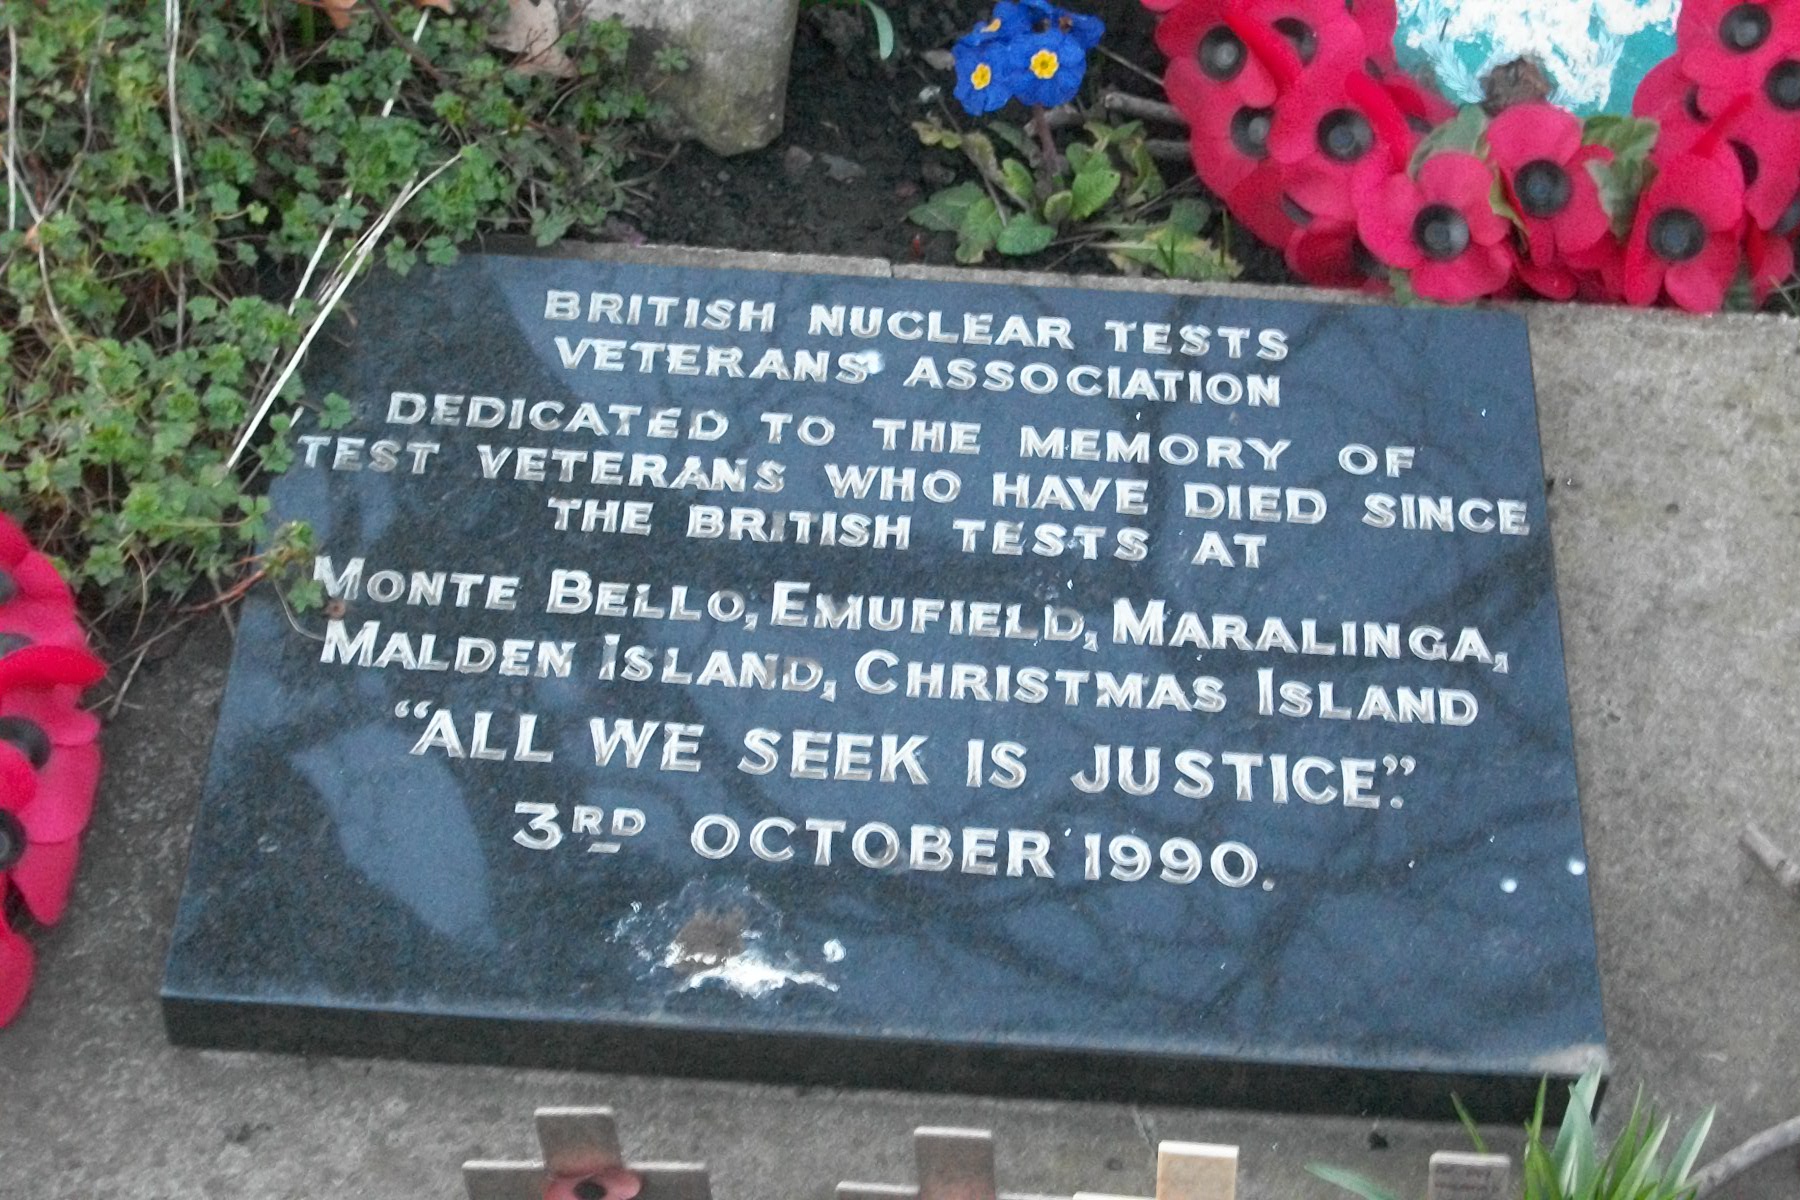 BRITISH NUCLEAR TESTS
VETERANS ASSOCIATION
DEDICATED TO THE MEMORY OF
TEST VETERANS WHO HAVE DIED SINCE
THE BRITISH TESTS AT
MONTE BELLO, EMUFIELD, MARALINGA,
MALDEN ISLAND, CHRISTMAS ISLAND
"ALL WE SEEK IS JUSTICE".
3RD OCTOBER 1990.